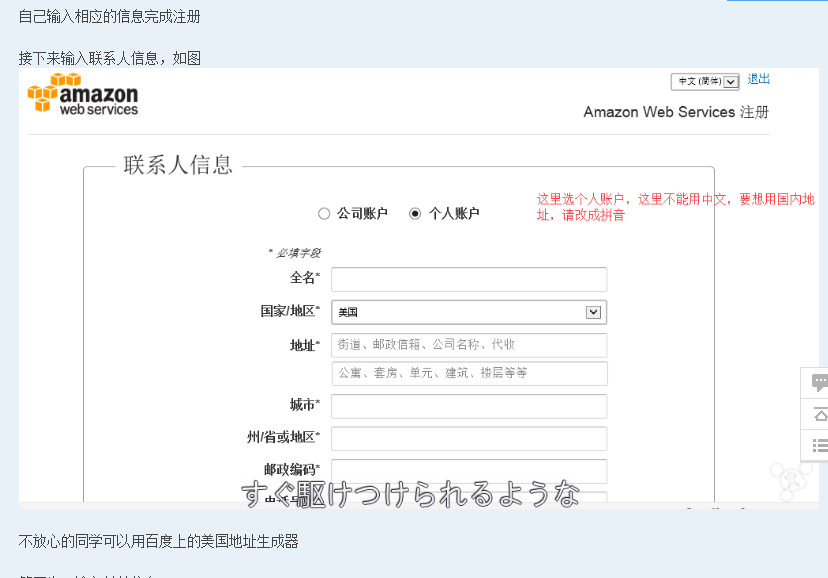 自己输入相应的信息完成注册
接下来输入联系人信息，如图
amazon
web services
中文 (简体)
退出
Amazon Web Services 注册
联系人信息
公司账户
个人账户
这里选个人账户，这里不能用中文，要想用国内地
址，请改成拼音
* 必填字段
全名*
国家/地区*
美国
地址*
街道、邮政信箱、公司名称、代收
公寓、套房、单元、建筑、楼层等等
城市*
州/省或地区*
邮政编码*
すぐ駆けつけられるような
不放心的同学可以用百度上的美国地址生成器